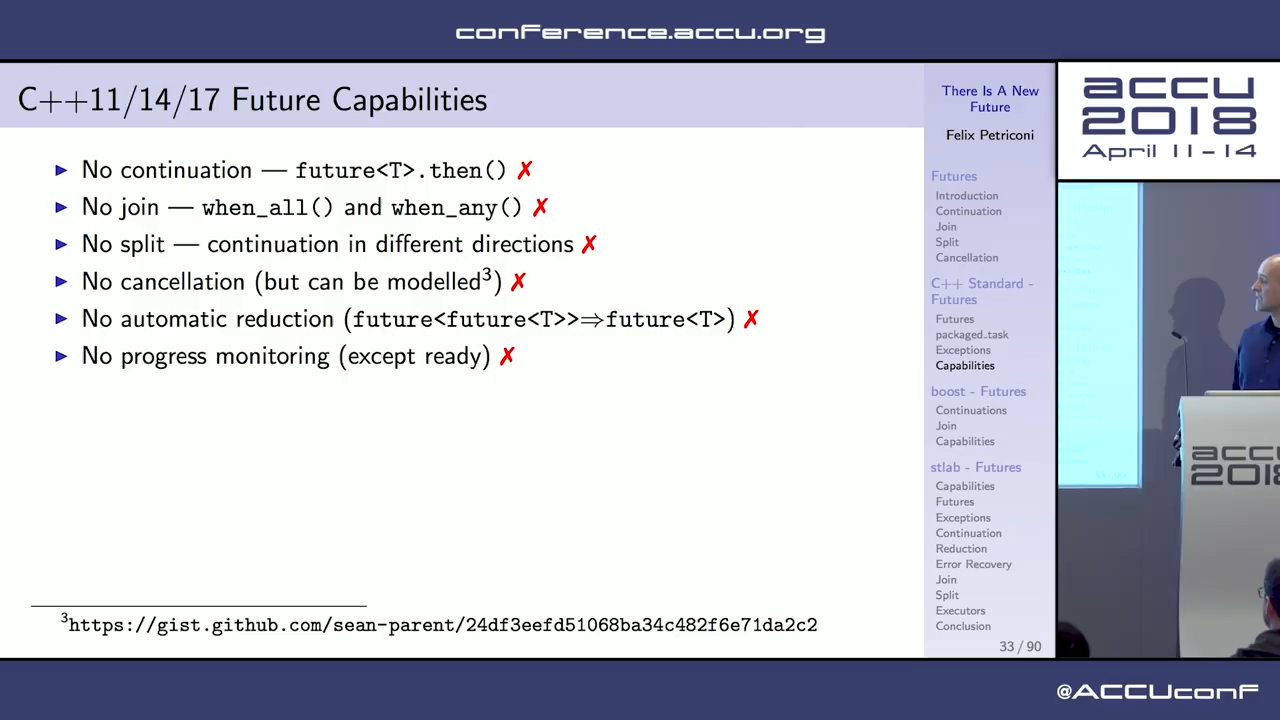 conference.accu.org
C++11/14/17 Future Capabilities
▶ No continuation — future<T>.then() ✗
▶ No join — when_all() and when_any() ✗
▶ No split — continuation in different directions ✗
▶ No cancellation (but can be modelled³) ✗
▶ No automatic reduction (future<future<T>>⇒future<T>) ✗
▶ No progress monitoring (except ready) ✗
³https://gist.github.com/sean-parent/24df3eefd51068ba34c482f6e71da2c2
There Is A New
Future
Felix Petriconi
Futures
Introduction
Continuation
Join
Split
Cancellation
C++ Standard -
Futures
Futures
packaged_task
Exceptions
Capabilities
boost - Futures
Continuations
Join
Capabilities
stlab - Futures
Capabilities
Futures
Exceptions
Continuation
Reduction
Error Recovery
Join
Split
Executors
Conclusion
33 / 90
accu
2018
April 11-14
accu
2018
@ACCUconf